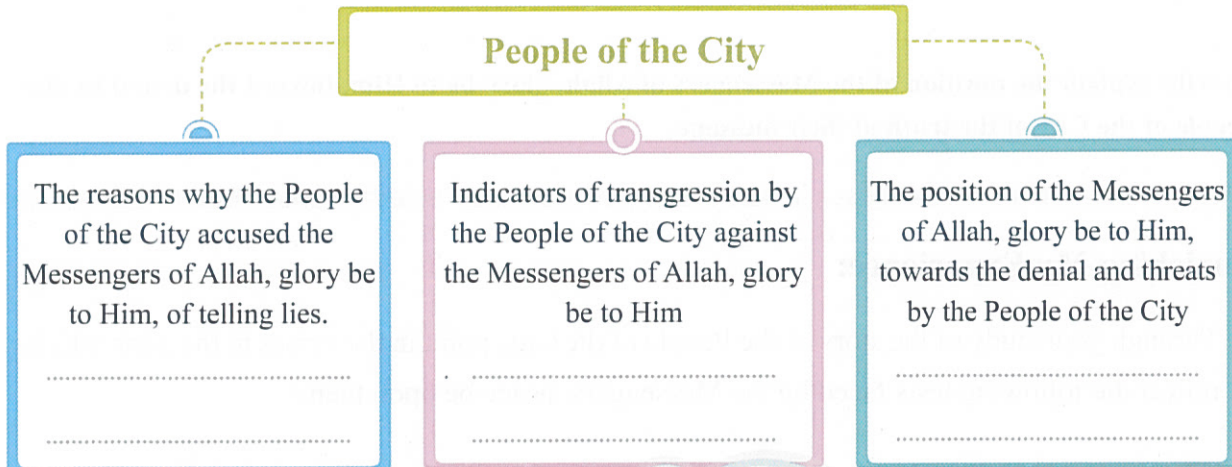 People of the City
The reasons why the People
of the City accused the
Messengers of Allah, glory be
to Him, of telling lies.
Indicators of transgression by
the People of the City against
the Messengers of Allah, glory
be to Him
The position of the Messengers
of Allah, glory be to Him,
towards the denial and threats
by the People of the City